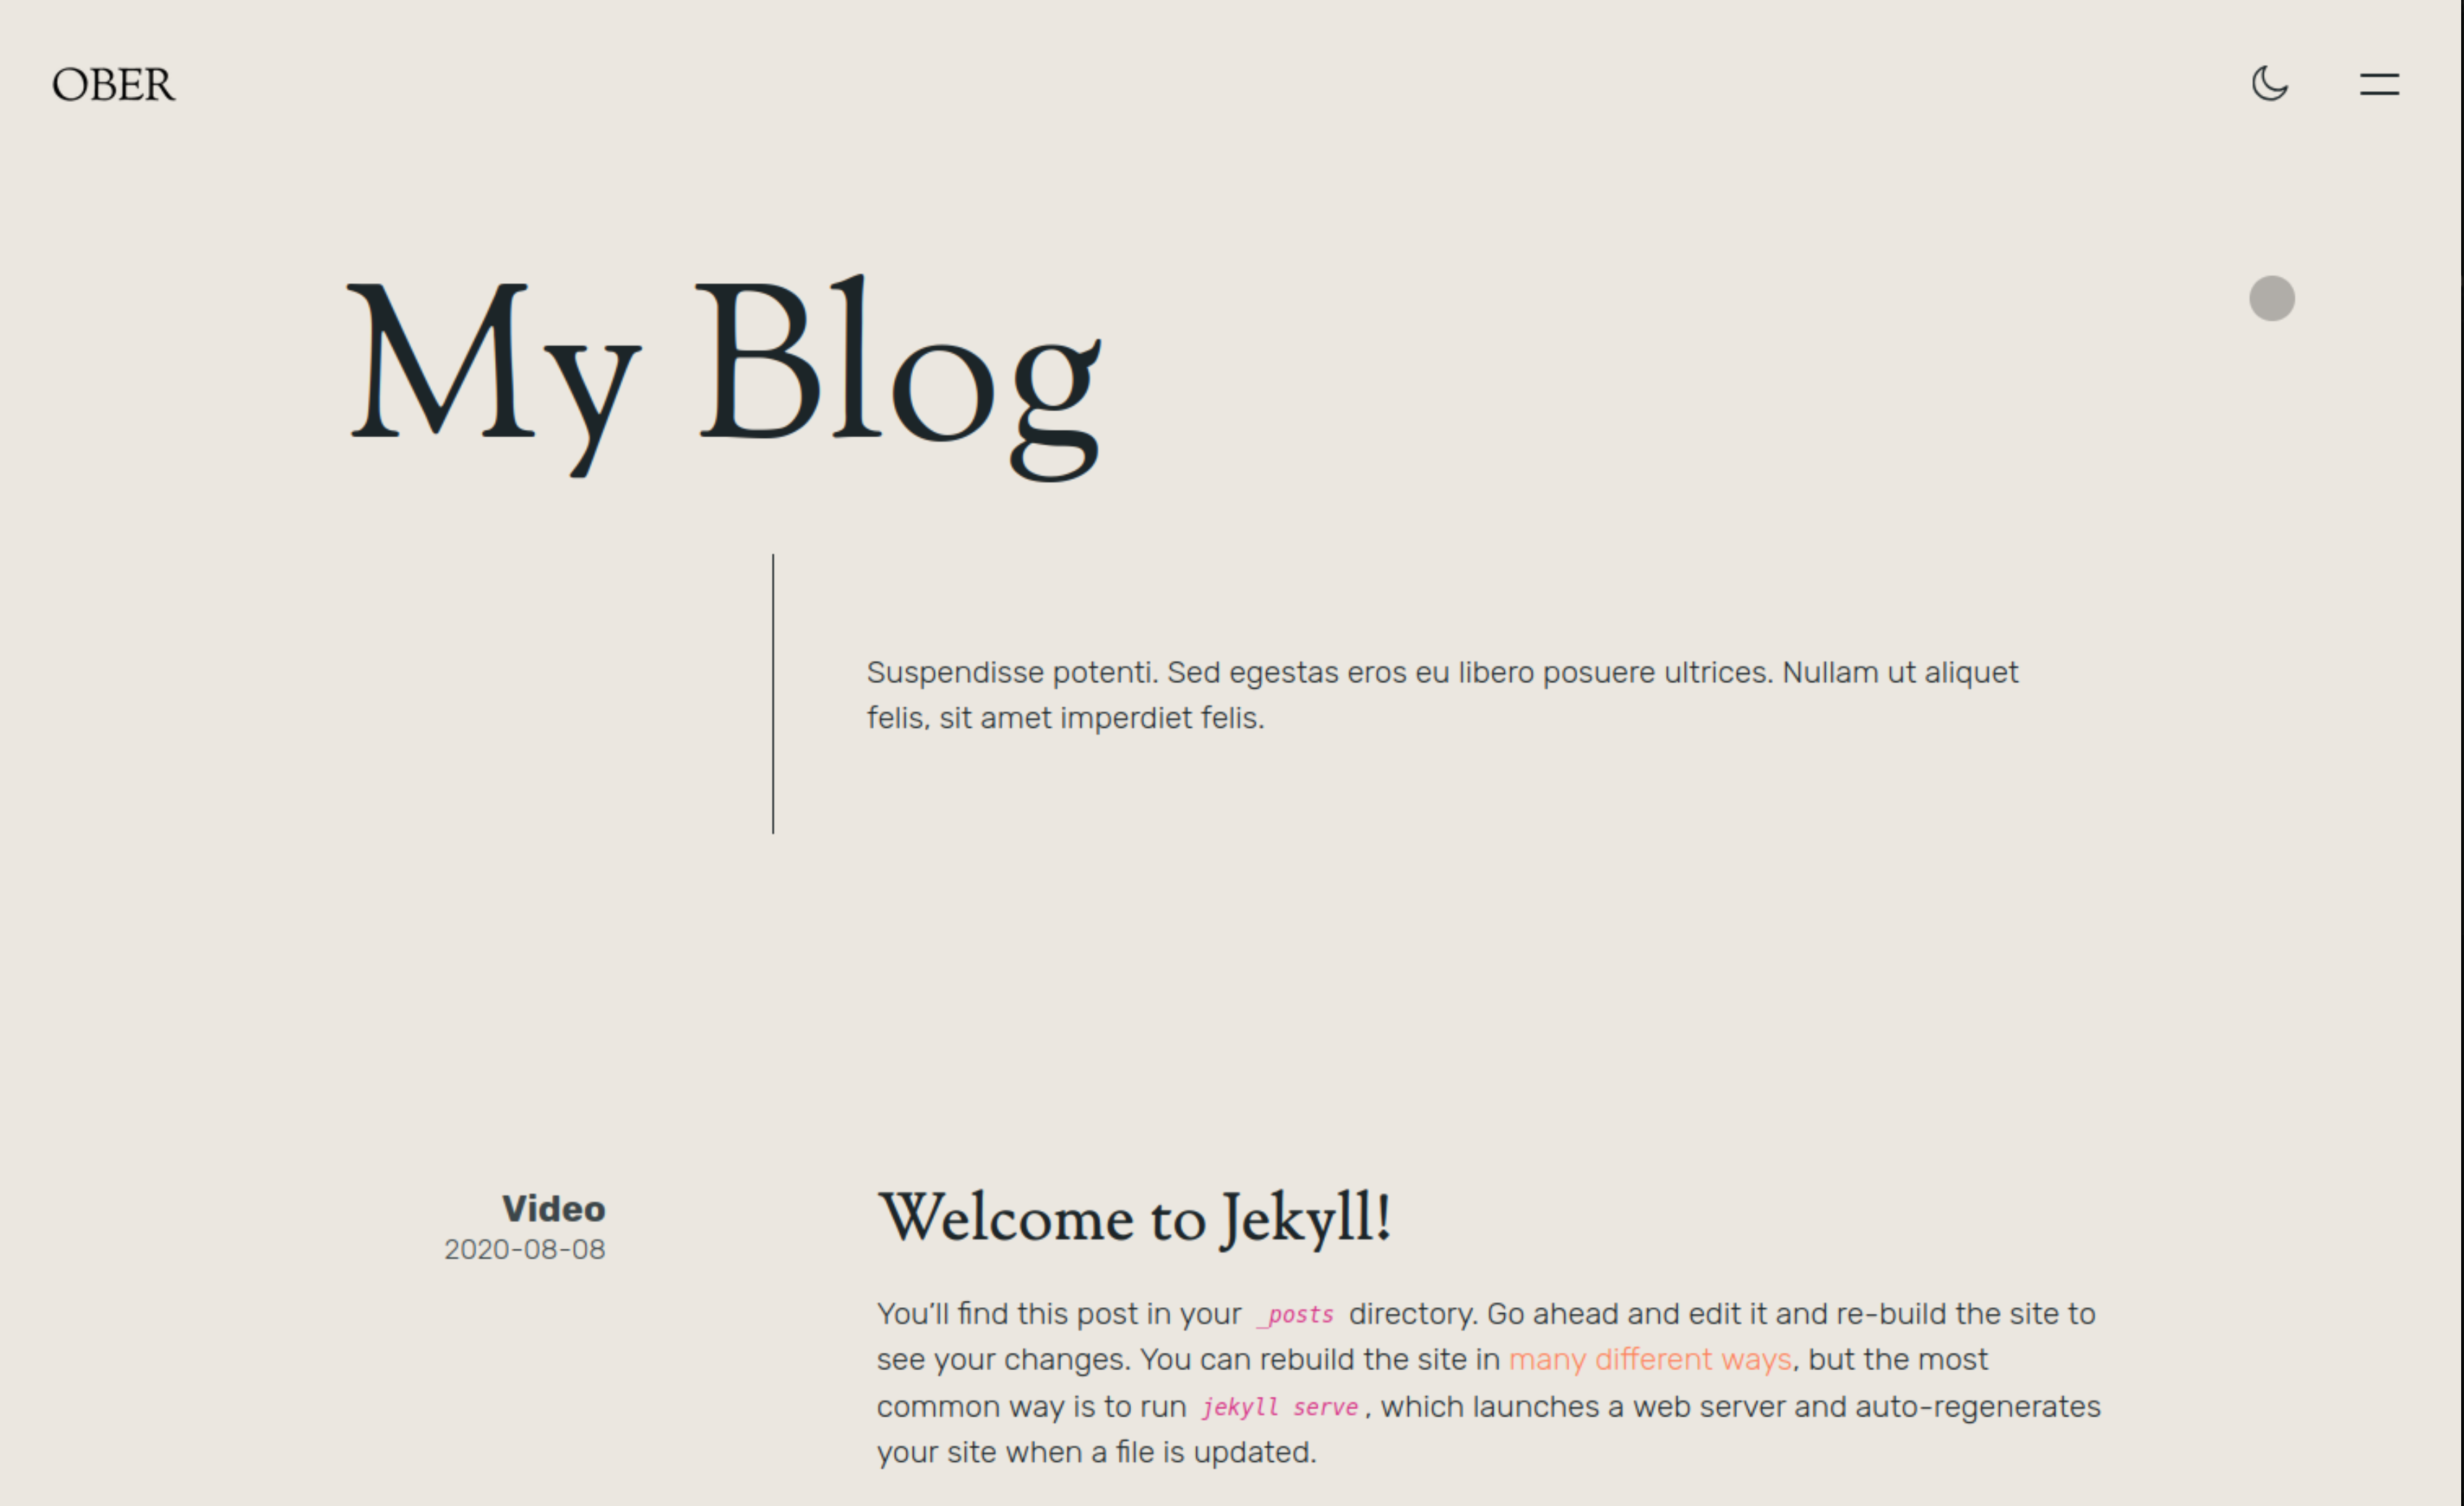 OBER
My Blog
Suspendisse potenti. Sed egestas eros eu libero posuere ultrices. Nullam ut aliquet
felis, sit amet imperdiet felis.
Video
2020-08-08
Welcome to Jekyll!
You’ll find this post in your _posts directory. Go ahead and edit it and re-build the site to
see your changes. You can rebuild the site in many different ways, but the most
common way is to run jekyll serve, which launches a web server and auto-regenerates
your site when a file is updated.